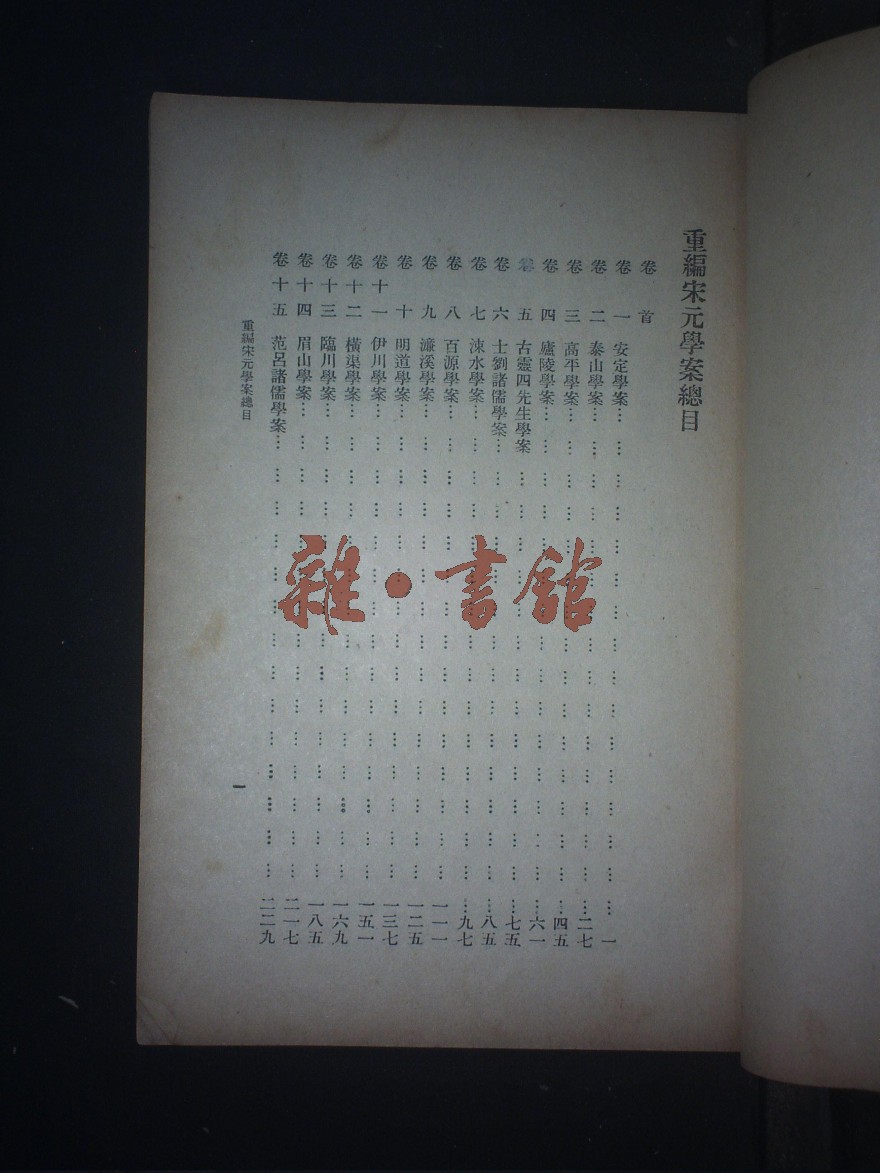 重編宋元學案總目
卷首
卷一 安定學案…………一
卷二 泰山學案…………二七
卷三 高平學案…………四五
卷四 廬陵學案…………六一
卷五 古靈四先生學案…………七五
卷六 士劉諸儒學案…………八五
卷七 涑水學案…………九七
卷八 百源學案…………一一一
卷九 濂溪學案…………一二五
卷十 明道學案…………一三七
卷十一 伊川學案…………一五一
卷十二 橫渠學案…………一六九
卷十三 臨川學案…………一八五
卷十四 眉山學案…………二一七
卷十五 范呂諸儒學案…………二二九
重編宋元學案總目
一
雜·書館